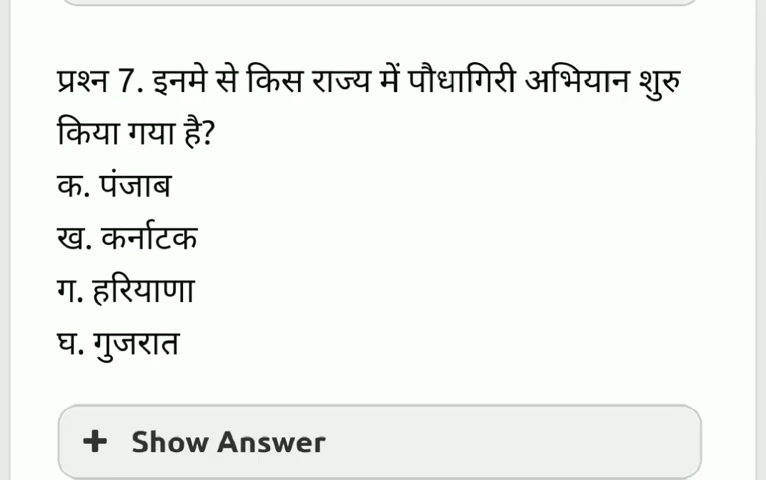 प्रश्न 7. इनमे से किस राज्य में पौधागिरी अभियान शुरु
किया गया है?
क. पंजाब
ख. कर्नाटक
ग. हरियाणा
घ. गुजरात
+ Show Answer